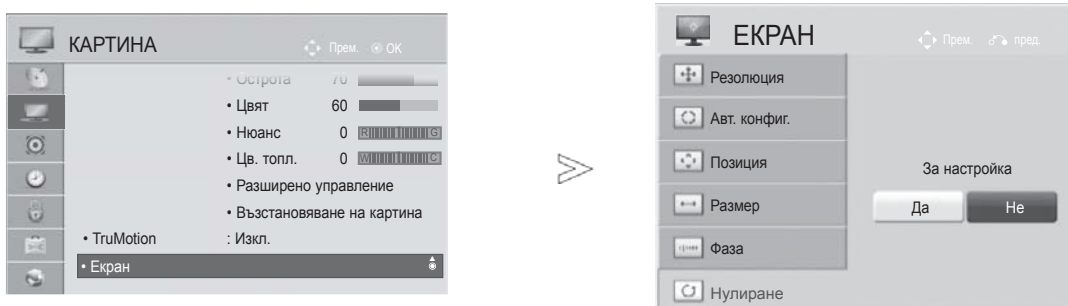 КАРТИНА
Прем. OK
• Острота 70
• Цвят 60
• Нюанс 0 R G
• Цв. топл. 0 W C
• Разширено управление
• Възстановяване на картина
• TruMotion : Изкл.
• Екран
ЕКРАН
Прем. пред.
Резолюция
Авт. конфиг.
Позиция
Размер
Фаза
Нулиране
За настройка
Да Не